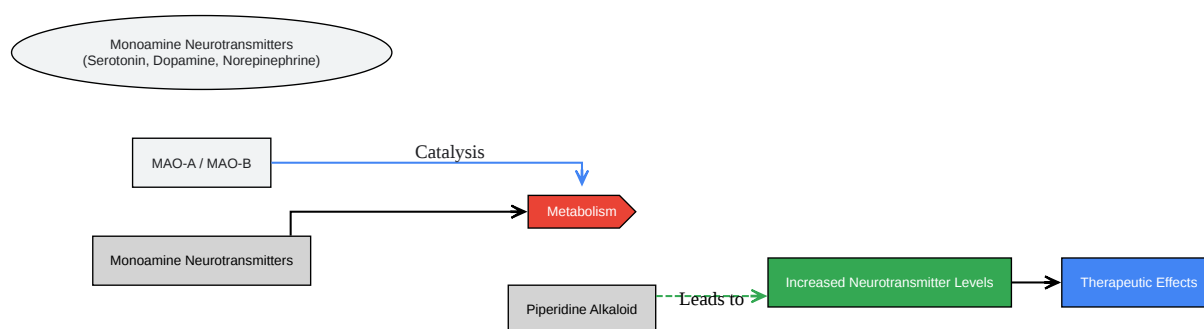 Monoamine Neurotransmitters
(Serotonin, Dopamine, Norepinephrine)
Catalysis
MAO-A / MAO-B
Metabolism
Monoamine Neurotransmitters
Increased Neurotransmitter Levels
Therapeutic Effects
Leads to
Piperidine Alkaloid